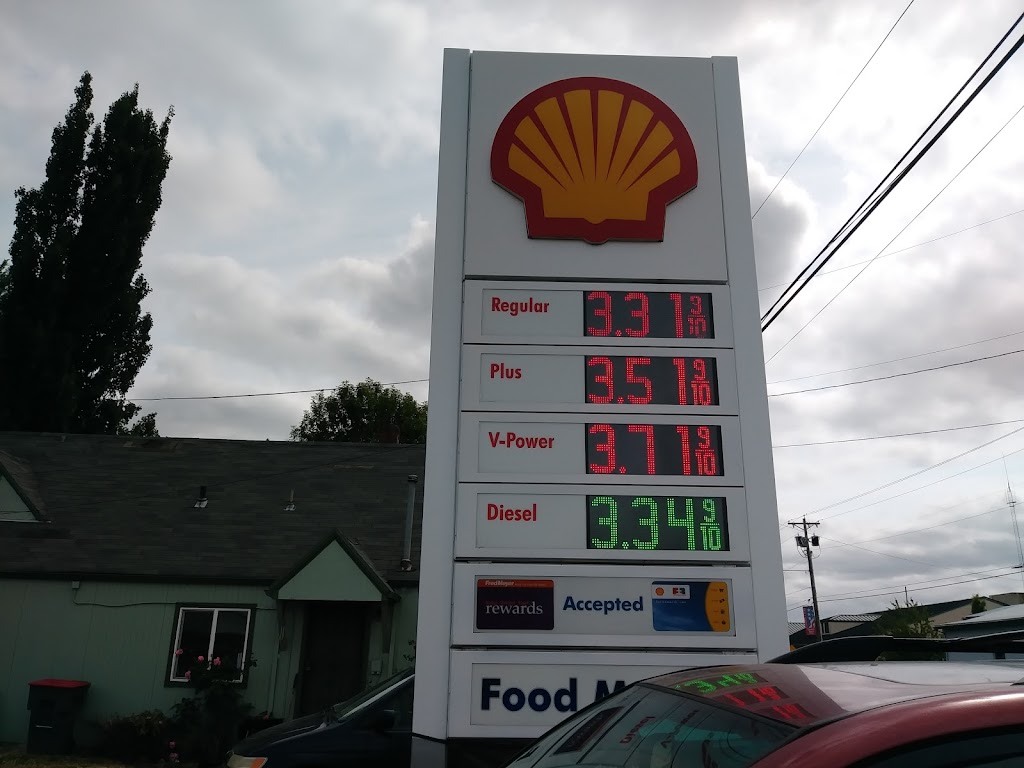 Regular 3.31 9/10
Plus 3.51 9/10
V-Power 3.71 9/10
Diesel 3.34 9/10
FredMeyer
rewards Accepted
Food M